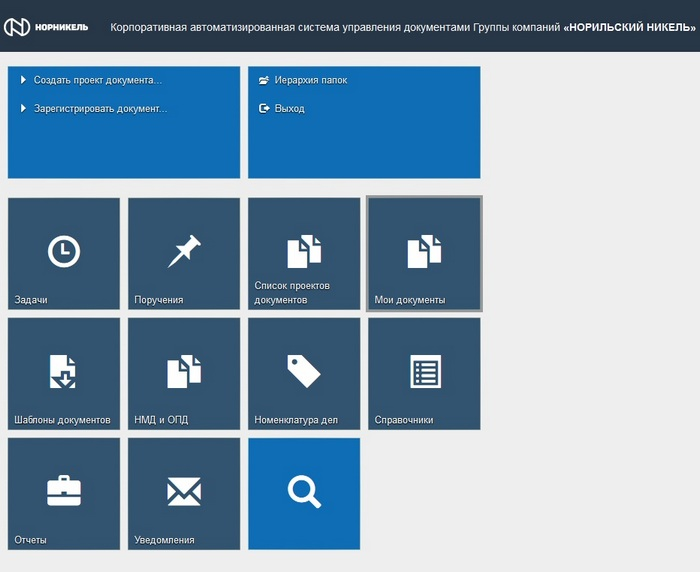 НОРНИКЕЛЬ
Корпоративная автоматизированная система управления документами Группы компаний «НОРИЛЬСКИЙ НИКЕЛЬ»
Создать проект документа...
Зарегистрировать документ...
Иерархия папок
Выход
Задачи
Поручения
Список проектов
документов
Мои документы
Шаблоны документов
НМД и ОПД
Номенклатура дел
Справочники
Отчеты
Уведомления